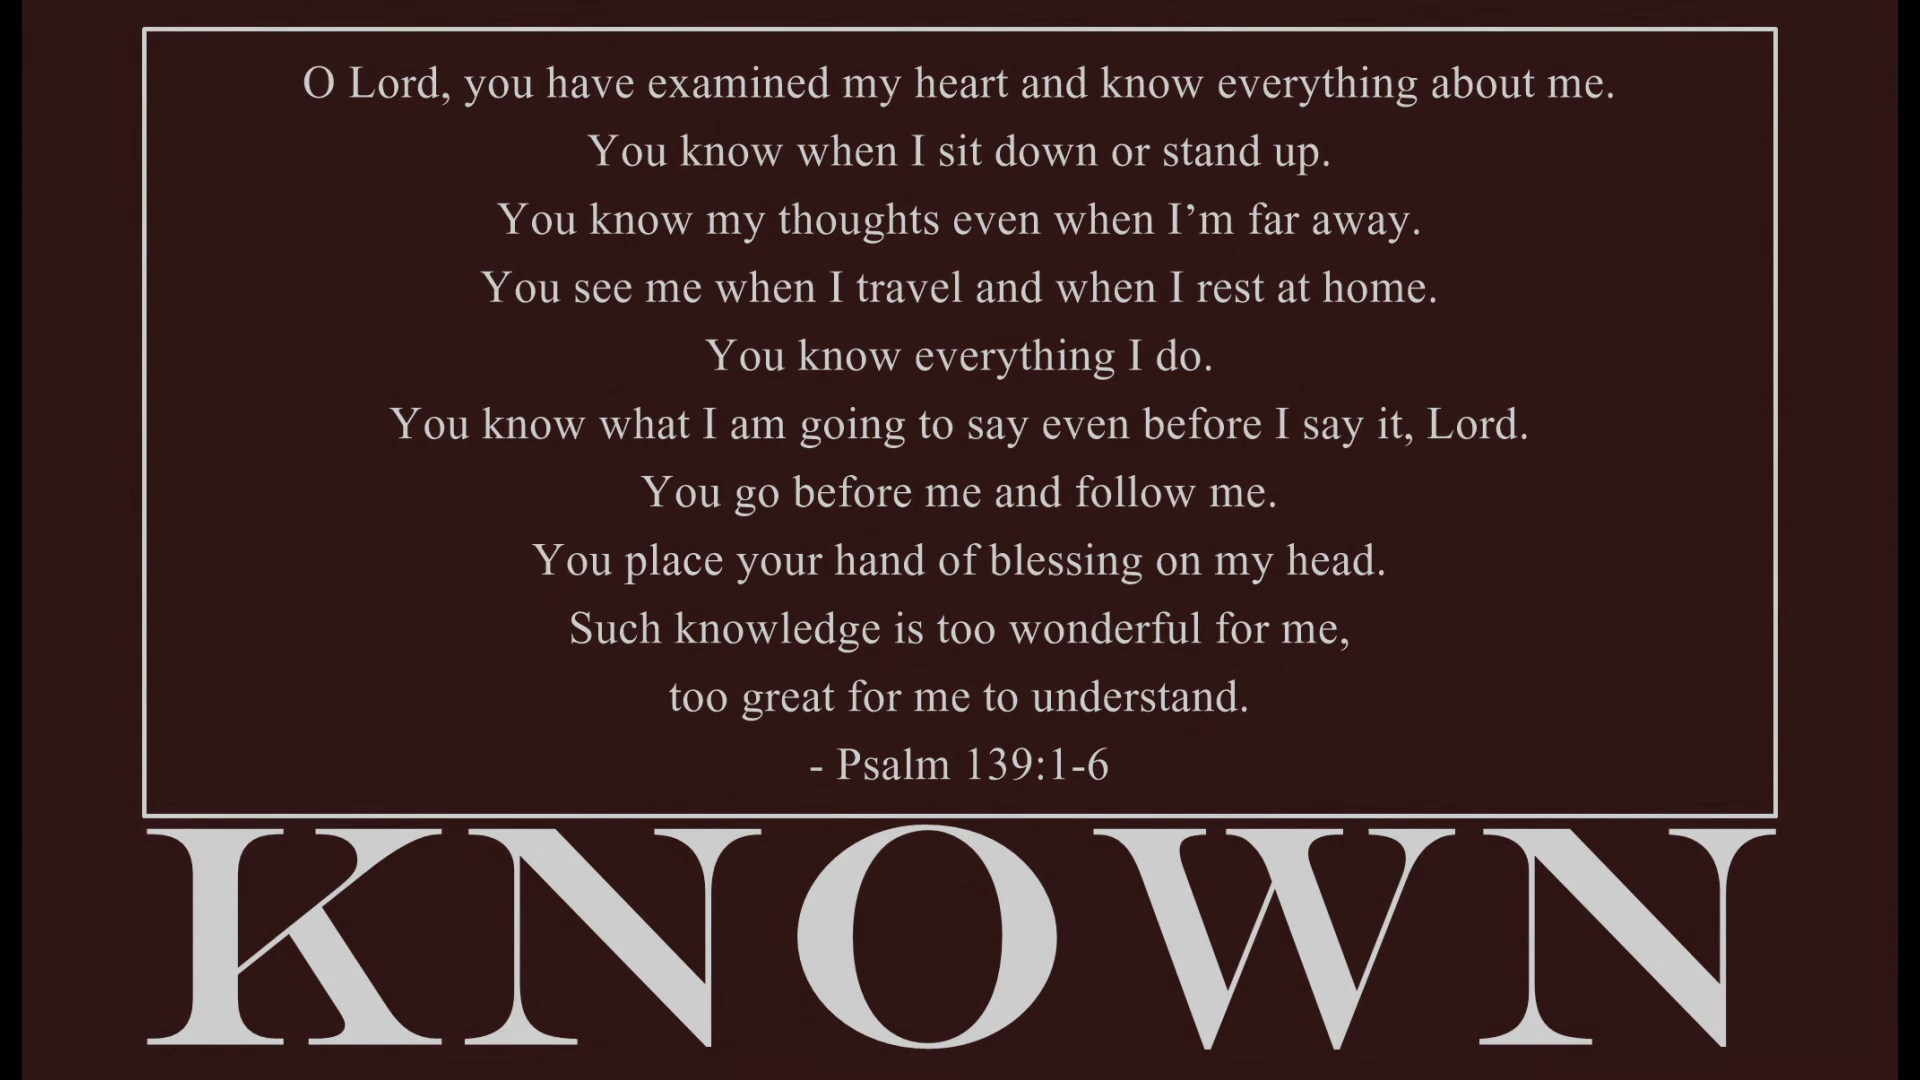 O Lord, you have examined my heart and know everything about me.
You know when I sit down or stand up.
You know my thoughts even when I’m far away.
You see me when I travel and when I rest at home.
You know everything I do.
You know what I am going to say even before I say it, Lord.
You go before me and follow me.
You place your hand of blessing on my head.
Such knowledge is too wonderful for me,
too great for me to understand.
- Psalm 139:1-6
KNOWN